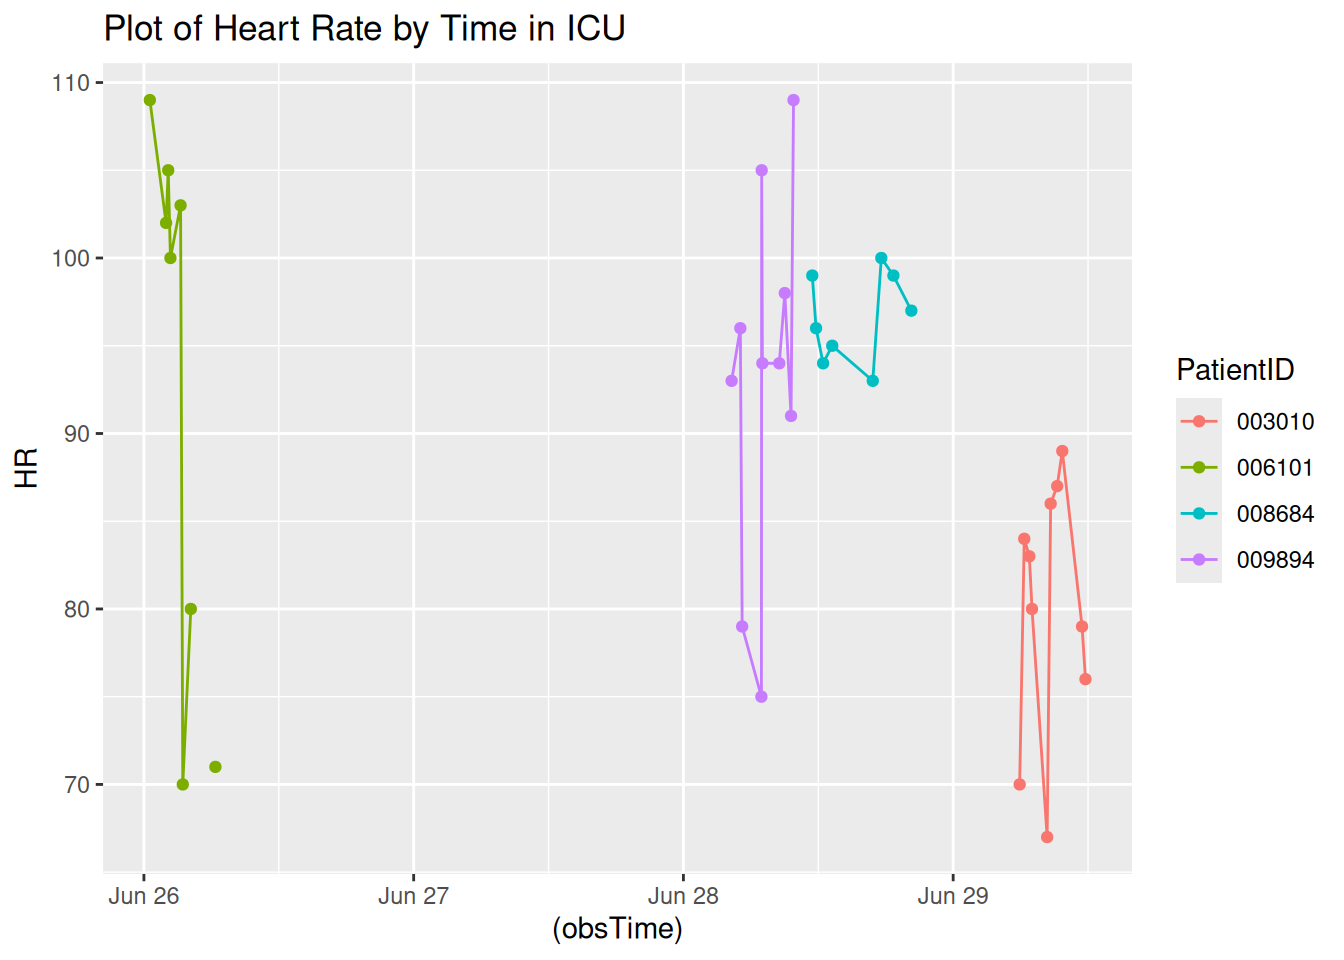 Plot of Heart Rate by Time in ICU
110
100
90
80
70
HR
Jun 26
Jun 27
Jun 28
Jun 29
(obsTime)
PatientID
003010
006101
008684
009894